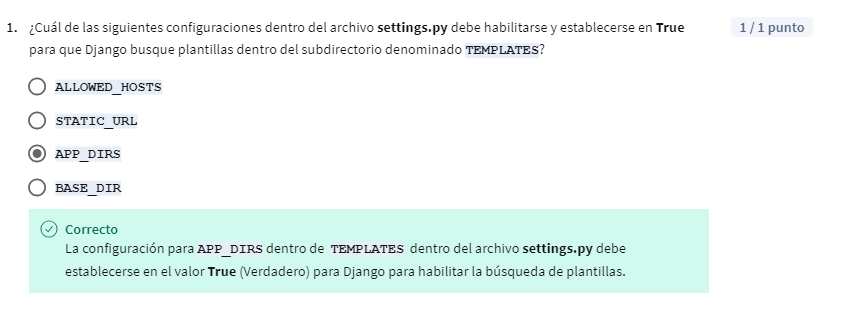 1. ¿Cuál de las siguientes configuraciones dentro del archivo settings.py debe habilitarse y establecerse en True
1 / 1 punto
para que Django busque plantillas dentro del subdirectorio denominado TEMPLATES?
ALLOWED_HOSTS
STATIC_URL
APP_DIRS
BASE_DIR
Correcto
La configuración para APP_DIRS dentro de TEMPLATES dentro del archivo settings.py debe
establecerse en el valor True (Verdadero) para Django para habilitar la búsqueda de plantillas.